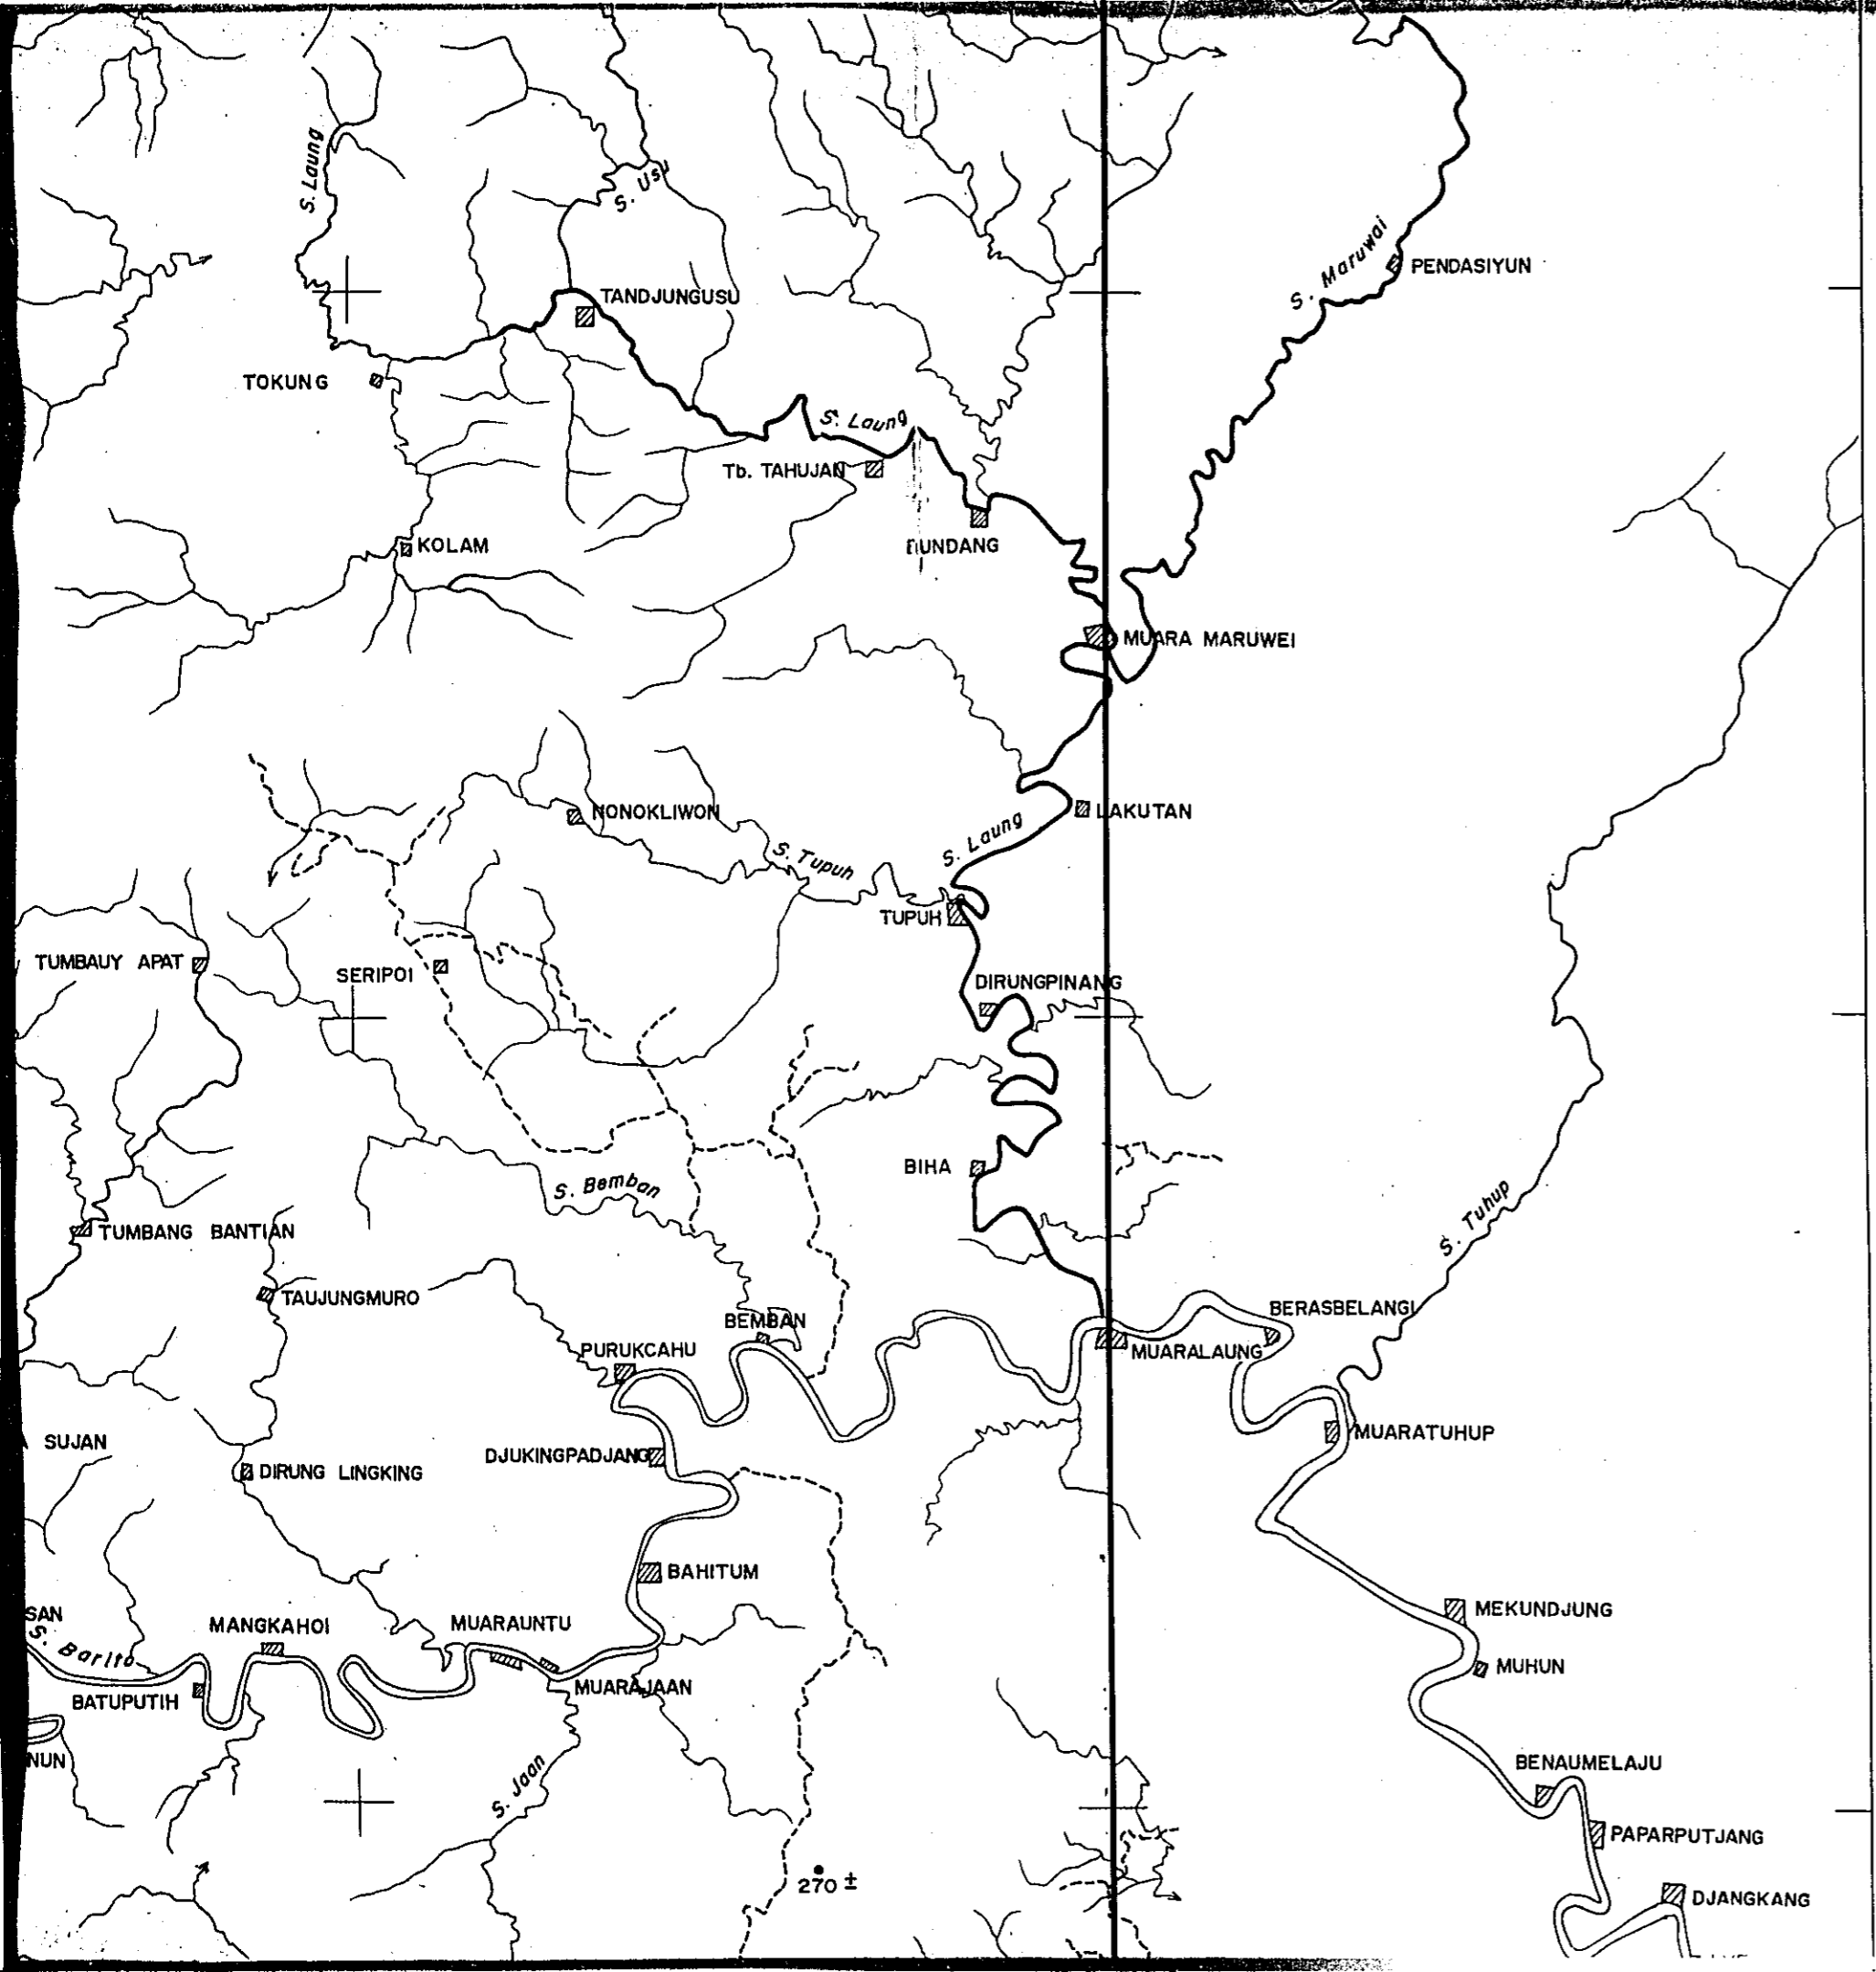 S. Laung
S. Usu
S. Maruwai
PENDASIYUN
TANDJUNGUSU
TOKUNG
S. Laung
Tb. TAHUJAN
KOLAM
MUARA MARUWEI
NONOKLIWON
LAKUTAN
S. Laung
S. Tupuh
TUPUH
TUMBAUY APAT
SERIPOI
DIRUNGPINANG
BIHA
S. Bemban
S. Tuhup
TUMBANG BANTIAN
TAUJUNGMURO
BERASBELANGI
BEMBAN
PURUKCAHU
MUARALAUNG
MUARATUHUP
SUJAN
DJUKINGPADJANG
DIRUNG LINGKING
BAHITUM
SAN
MANGKAHOI
MUARAUNTU
MEKUNDJUNG
S. Barito
MUHUN
MUARAJAAN
BATUPUTIH
NUN
BENAUMELAJU
S. Jaan
PAPARPUTJANG
270 ±
DJANGKANG